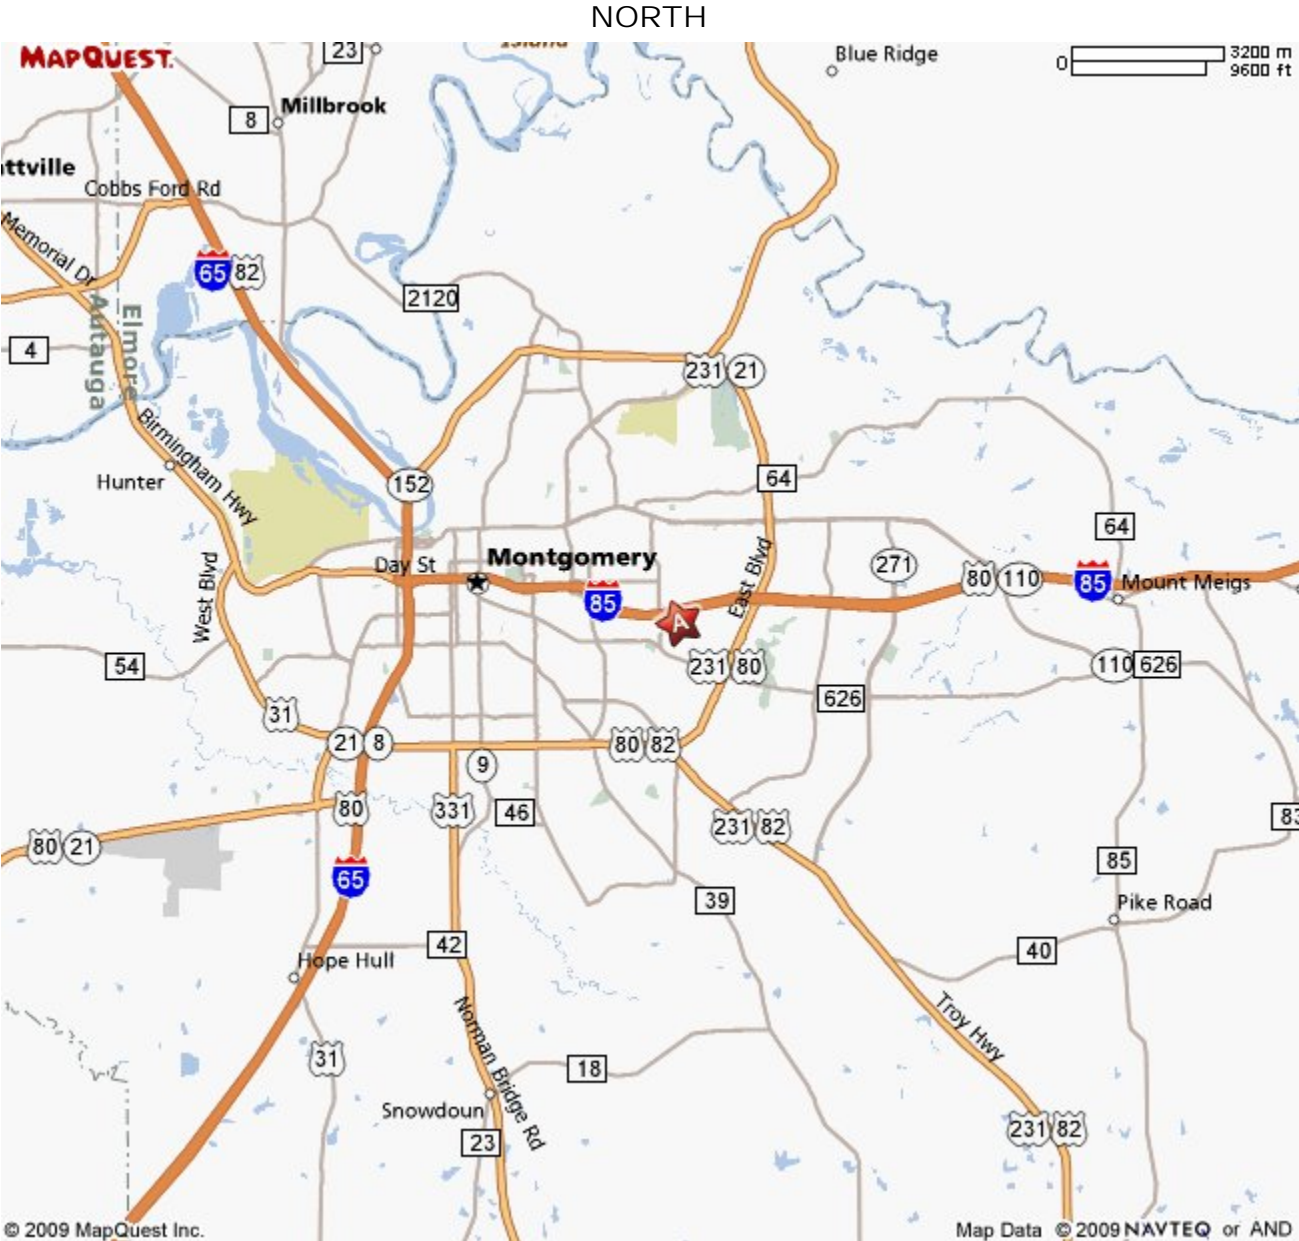 NORTH
MAPQUEST.
23
Island
Blue Ridge
0
3200 m
9600 ft
8
Millbrook
ttville
Cobbs Ford Rd
Memorial Dr
65
82
2120
Elmore
Autauga
4
231
21
Birmingham Hwy
Hunter
152
64
64
Day St
Montgomery
East Blvd
271
80
110
85
Mount Meigs
85
West Blvd
A
54
231
80
110
626
626
31
21
8
80
82
9
80
331
46
231
82
83
80
21
65
85
39
Pike Road
42
40
Hope Hull
Norman Bridge Rd
Troy Hwy
31
18
Snowdoun
23
231
82
© 2009 MapQuest Inc.
Map Data © 2009 NAVTEQ or AND